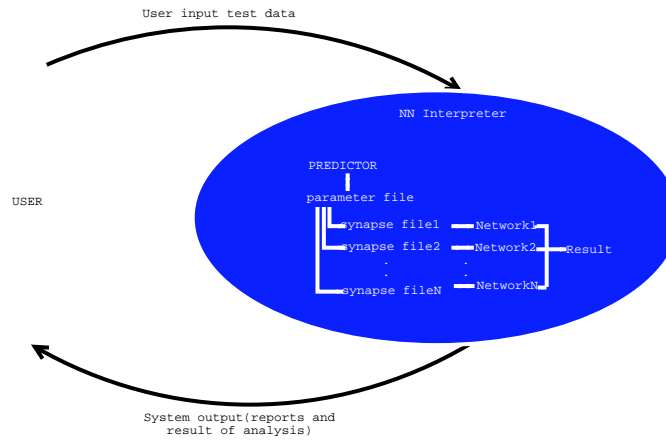 User input test data
NN Interpreter
PREDICTOR
USER
parameter file
synapse file1 Network1
synapse file2 Network2 Result
. .
. .
synapse fileN NetworkN
System output(reports and
result of analysis)